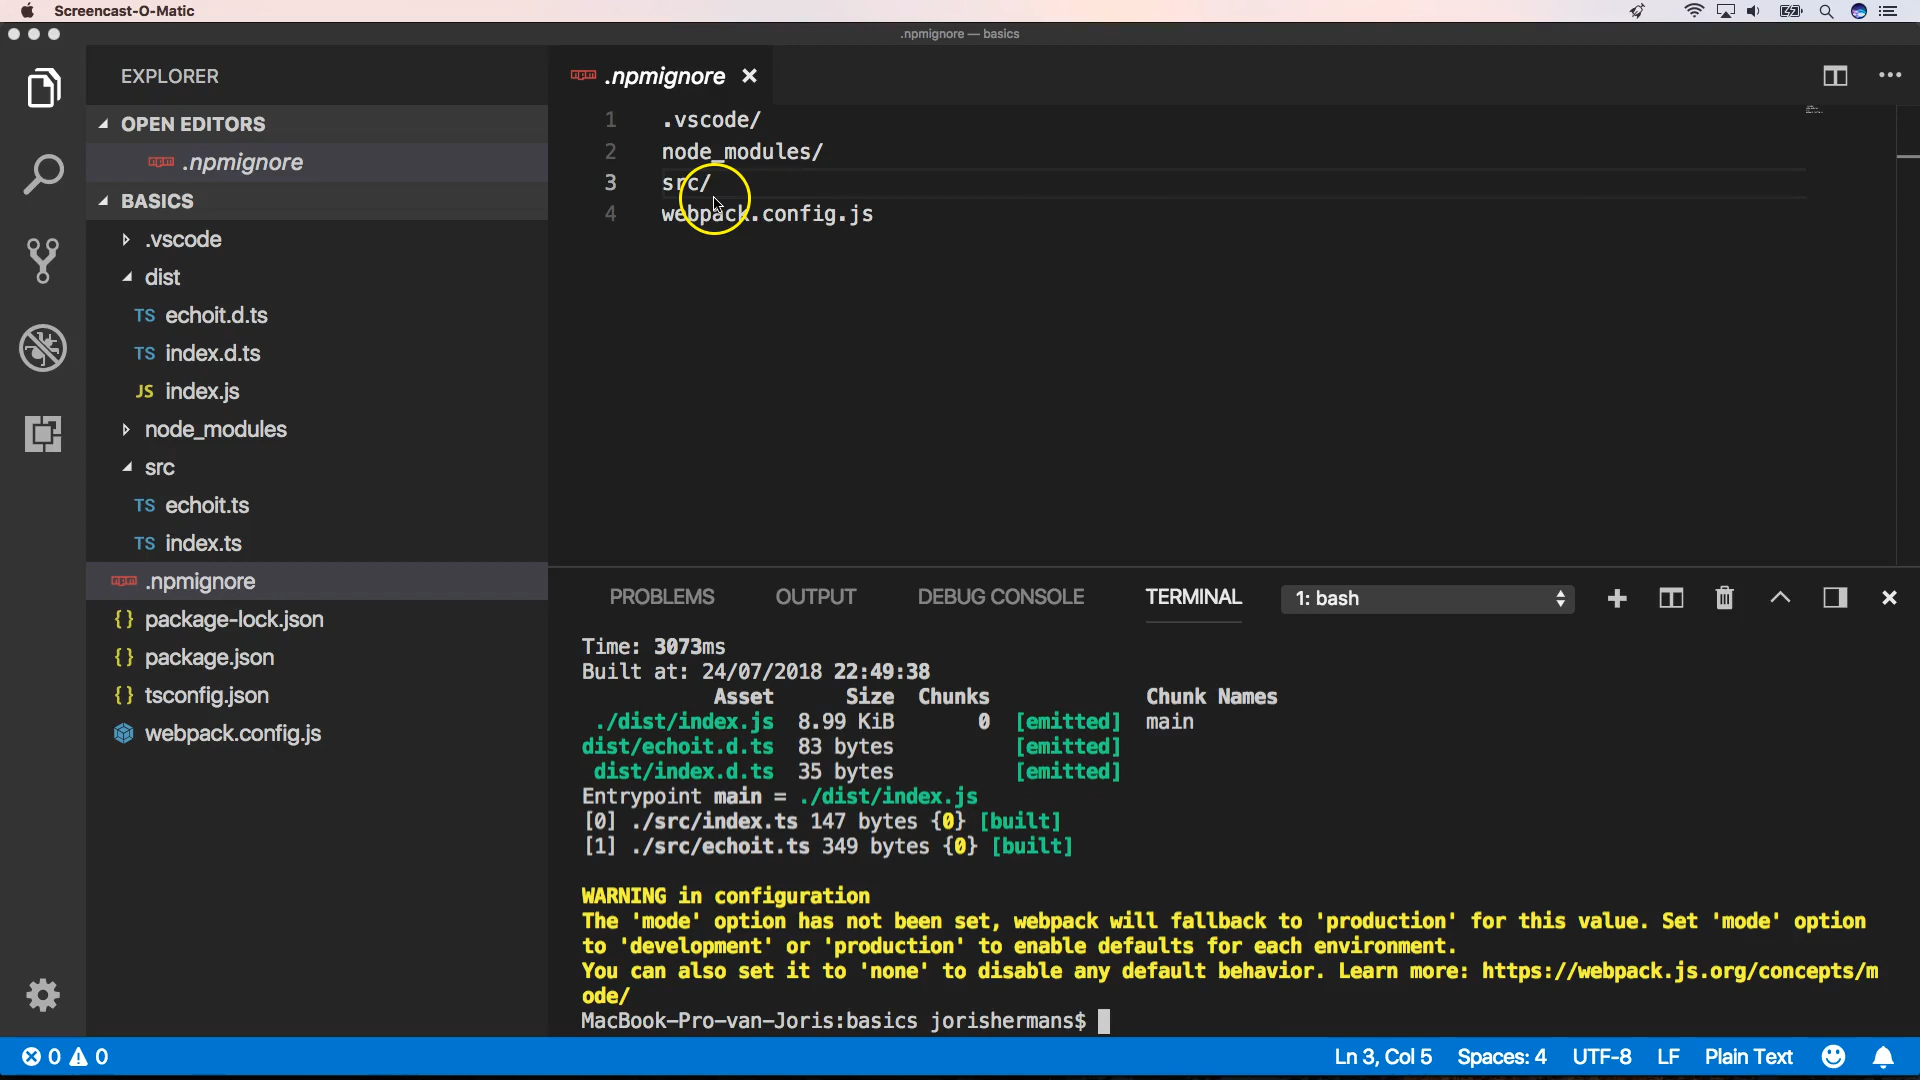 Screencast-O-Matic
.npmignore — basics
EXPLORER
OPEN EDITORS
.npmignore
BASICS
.vscode
dist
TS echoit.d.ts
TS index.d.ts
JS index.js
node_modules
src
TS echoit.ts
TS index.ts
.npmignore
{} package-lock.json
{} package.json
{} tsconfig.json
webpack.config.js
.npmignore
1 .vscode/
2 node_modules/
3 src/
4 webpack.config.js
PROBLEMS OUTPUT DEBUG CONSOLE TERMINAL 1: bash
Time: 3073ms
Built at: 24/07/2018 22:49:38
Asset Size Chunks Chunk Names
./dist/index.js 8.99 KiB 0 [emitted] main
dist/echoit.d.ts 83 bytes [emitted]
dist/index.d.ts 35 bytes [emitted]
Entrypoint main = ./dist/index.js
[0] ./src/index.ts 147 bytes {0} [built]
[1] ./src/echoit.ts 349 bytes {0} [built]
WARNING in configuration
The 'mode' option has not been set, webpack will fallback to 'production' for this value. Set 'mode' option
to 'development' or 'production' to enable defaults for each environment.
You can also set it to 'none' to disable any default behavior. Learn more: https://webpack.js.org/concepts/m
ode/
MacBook-Pro-van-Joris:basics jorishermans$
0 0 Ln 3, Col 5 Spaces: 4 UTF-8 LF Plain Text